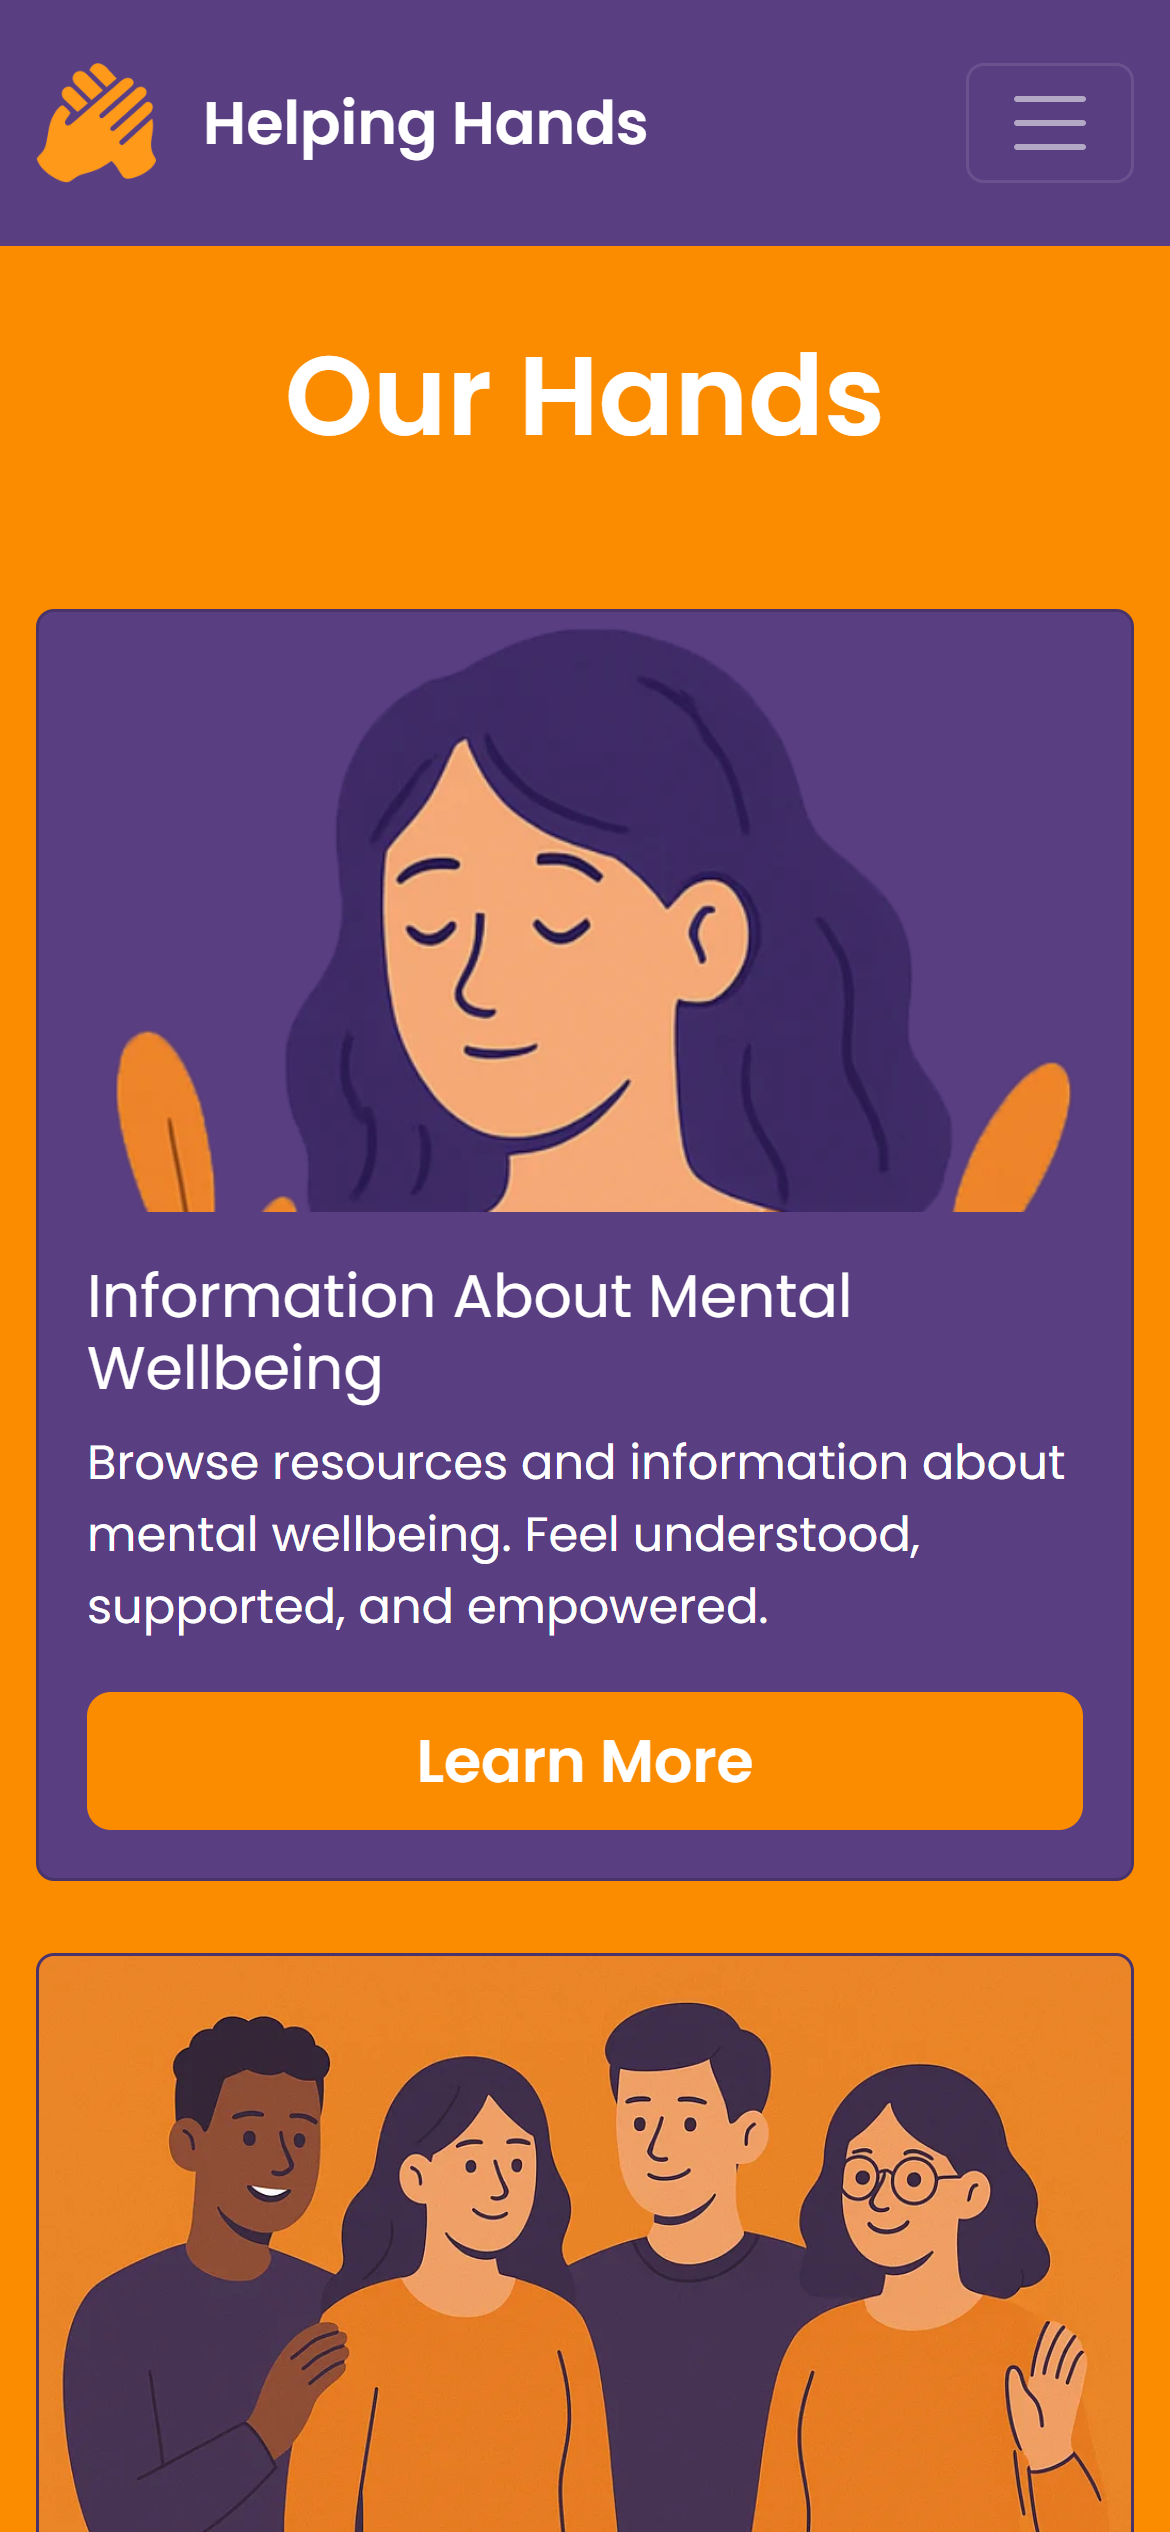 Helping Hands
Our Hands
Information About Mental
Wellbeing
Browse resources and information about
mental wellbeing. Feel understood,
supported, and empowered.
Learn More